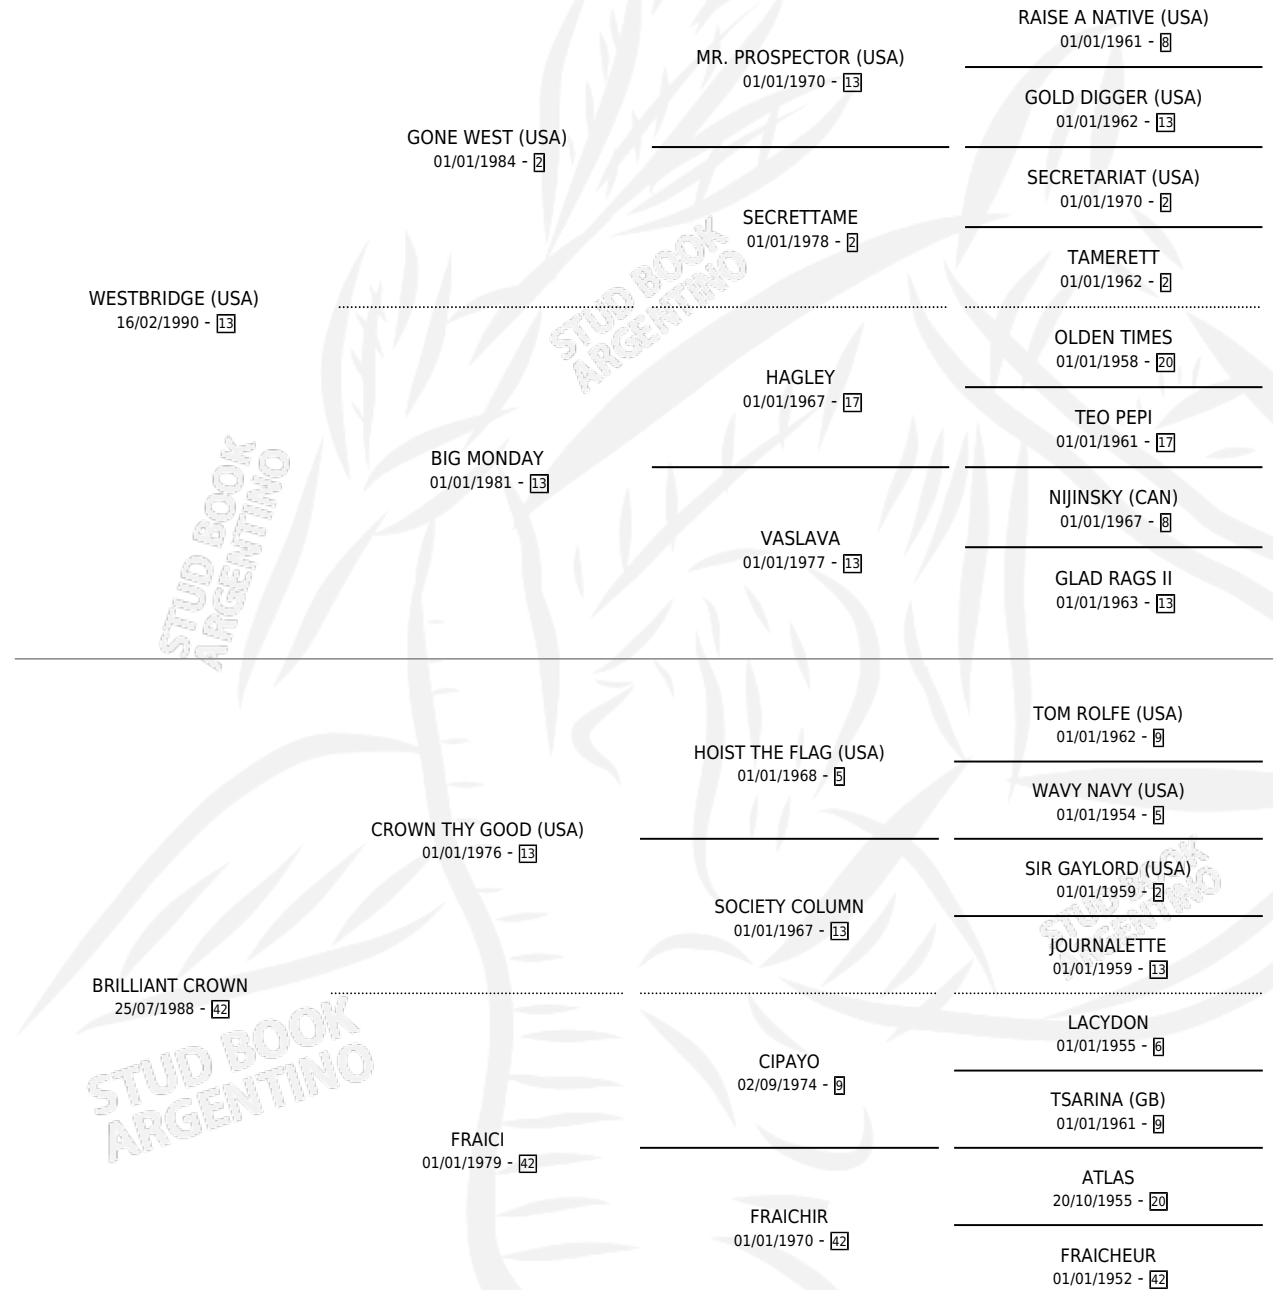 RAISE A NATIVE (USA)
01/01/1961 - 8
MR. PROSPECTOR (USA)
01/01/1970 - 13
GOLD DIGGER (USA)
01/01/1962 - 13
GONE WEST (USA)
01/01/1984 - 2
SECRETARIAT (USA)
01/01/1970 - 2
SECRETTAME
01/01/1978 - 2
TAMERETT
01/01/1962 - 2
WESTBRIDGE (USA)
16/02/1990 - 13
OLDEN TIMES
01/01/1958 - 20
HAGLEY
01/01/1967 - 17
TEO PEPI
01/01/1961 - 17
BIG MONDAY
01/01/1981 - 13
NIJINSKY (CAN)
01/01/1967 - 8
VASLAVA
01/01/1977 - 13
GLAD RAGS II
01/01/1963 - 13
TOM ROLFE (USA)
01/01/1962 - 9
HOIST THE FLAG (USA)
01/01/1968 - 5
WAVY NAVY (USA)
01/01/1954 - 5
CROWN THY GOOD (USA)
01/01/1976 - 13
SIR GAYLORD (USA)
01/01/1959 - 2
SOCIETY COLUMN
01/01/1967 - 13
JOURNALETTE
01/01/1959 - 13
BRILLIANT CROWN
25/07/1988 - 42
LACYDON
01/01/1955 - 6
CIPAYO
02/09/1974 - 9
TSARINA (GB)
01/01/1961 - 9
FRAICI
01/01/1979 - 42
ATLAS
20/10/1955 - 20
FRAICHIR
01/01/1970 - 42
FRAICHEUR
01/01/1952 - 42
STUD BOOK
ARGENTINO
STUD BOOK
ARGENTINO
STUD BOOK
ARGENTINO
STUD BOOK
ARGENTINO